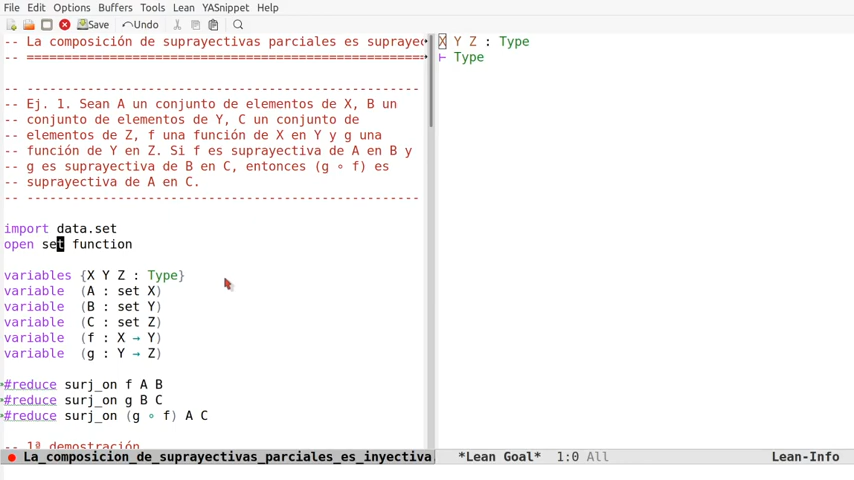 File Edit Options Buffers Tools Lean YASnippet Help
Save Undo
-- La composición de suprayectivas parciales es suprayec
-- ====================================================
-- ---------------------------------------------------
-- Ej. 1. Sean A un conjunto de elementos de X, B un
-- conjunto de elementos de Y, C un conjunto de
-- elementos de Z, f una función de X en Y y g una
-- función de Y en Z. Si f es suprayectiva de A en B y
-- g es suprayectiva de B en C, entonces (g ∘ f) es
-- suprayectiva de A en C.
-- ---------------------------------------------------
import data.set
open set function
variables {X Y Z : Type}
variable  (A : set X)
variable  (B : set Y)
variable  (C : set Z)
variable  (f : X → Y)
variable  (g : Y → Z)
#reduce surj_on f A B
#reduce surj_on g B C
#reduce surj_on (g ∘ f) A C
-- 1ª demostración
La_composicion_de_suprayectivas_parciales_es_inyectiva
X Y Z : Type
⊢ Type
*Lean Goal* 1:0 All Lean-Info